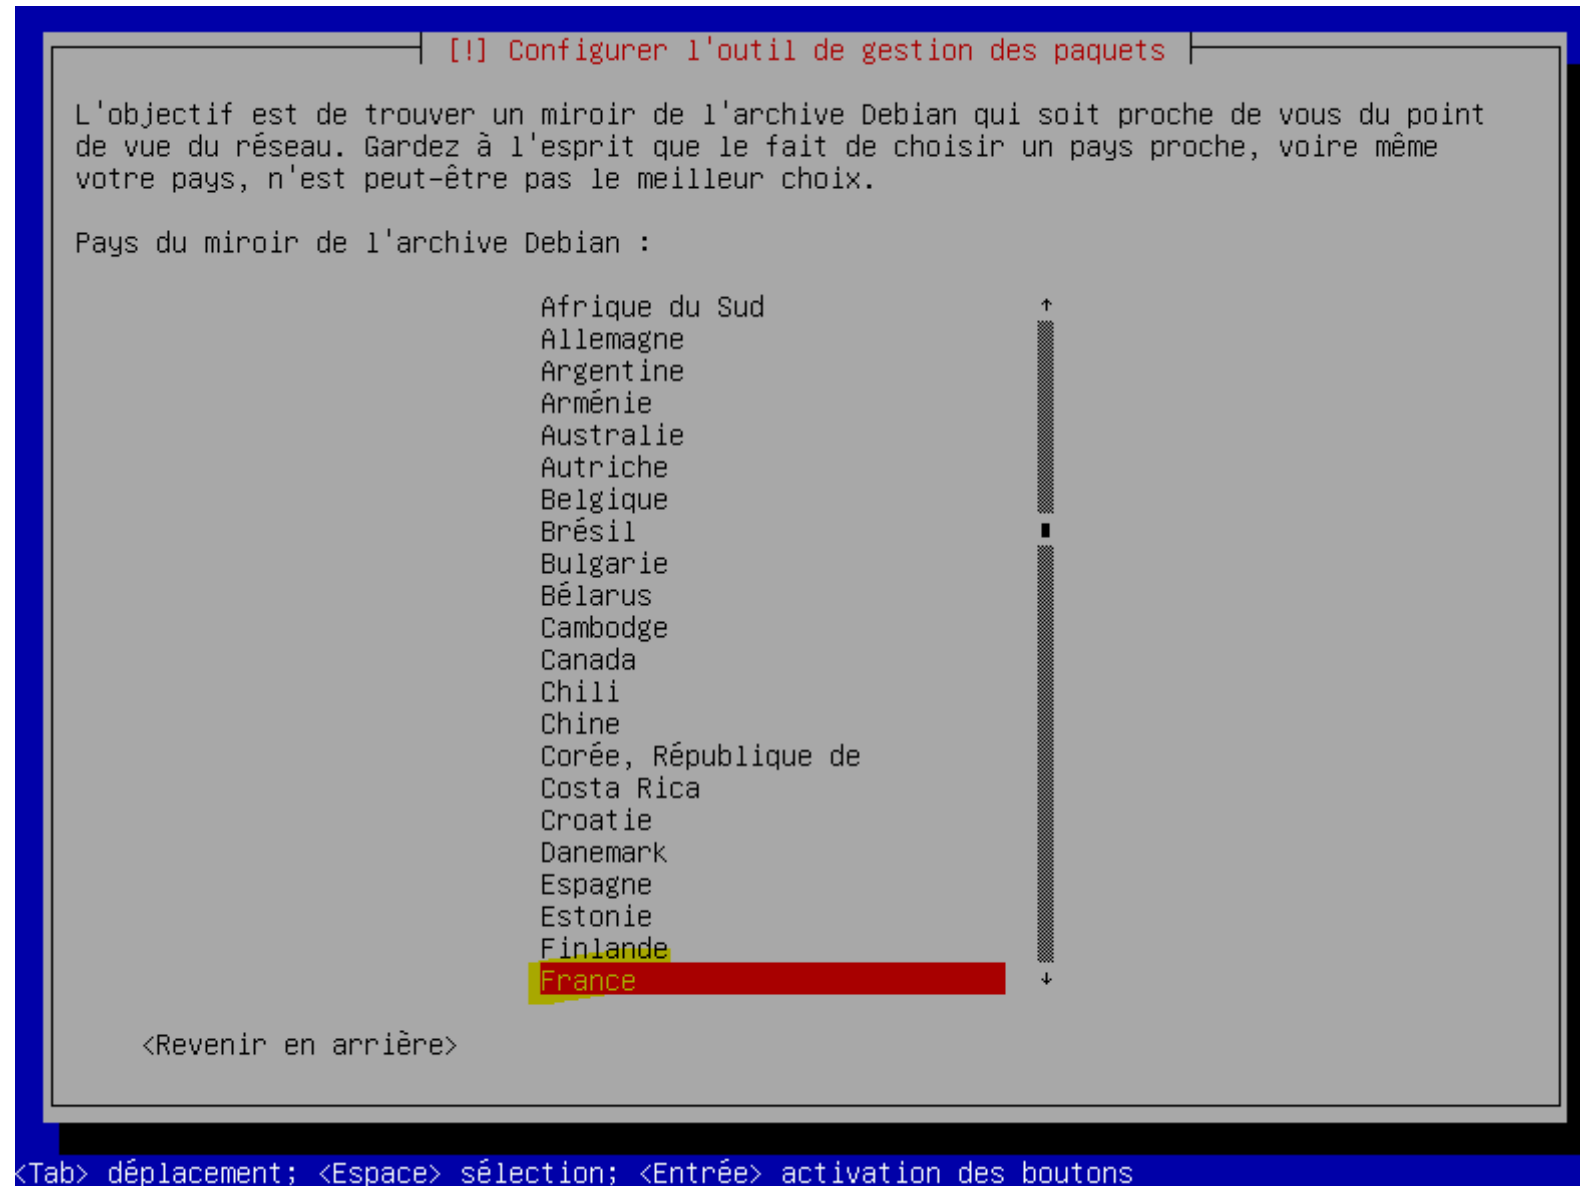 [!] Configurer l'outil de gestion des paquets
L'objectif est de trouver un miroir de l'archive Debian qui soit proche de vous du point
de vue du réseau. Gardez à l'esprit que le fait de choisir un pays proche, voire même
votre pays, n'est peut-être pas le meilleur choix.
Pays du miroir de l'archive Debian :
Afrique du Sud
Allemagne
Argentine
Arménie
Australie
Autriche
Belgique
Brésil
Bulgarie
Bélarus
Cambodge
Canada
Chili
Chine
Corée, République de
Costa Rica
Croatie
Danemark
Espagne
Estonie
Finlande
France
<Revenir en arrière>
<Tab> déplacement; <Espace> sélection; <Entrée> activation des boutons